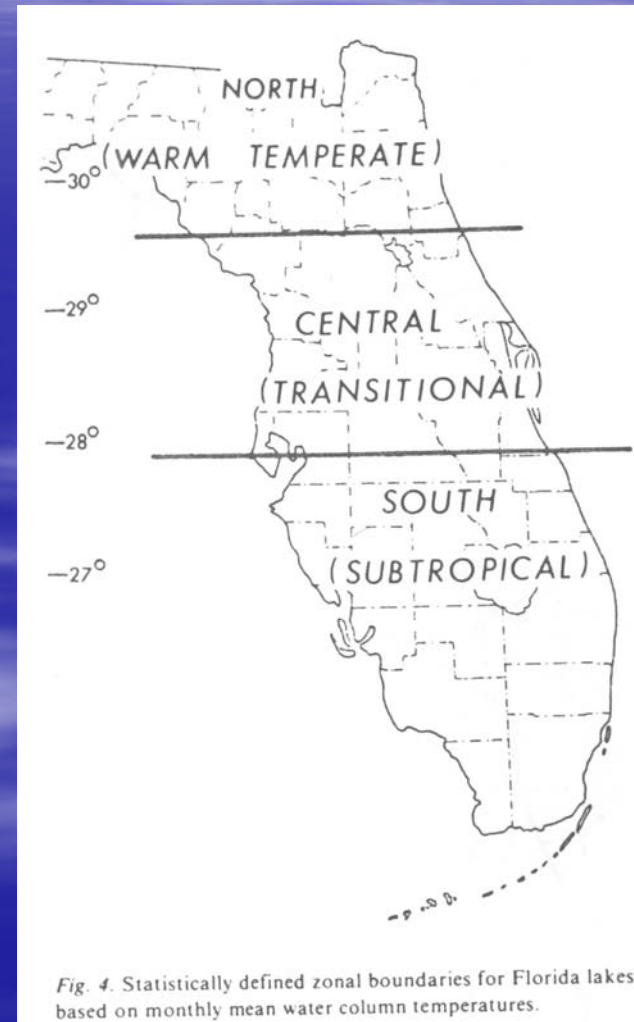 NORTH
(WARM TEMPERATE)
—30°
—29°
CENTRAL
(TRANSITIONAL)
—28°
SOUTH
—27°
(SUBTROPICAL)
Fig. 4. Statistically defined zonal boundaries for Florida lakes
based on monthly mean water column temperatures.